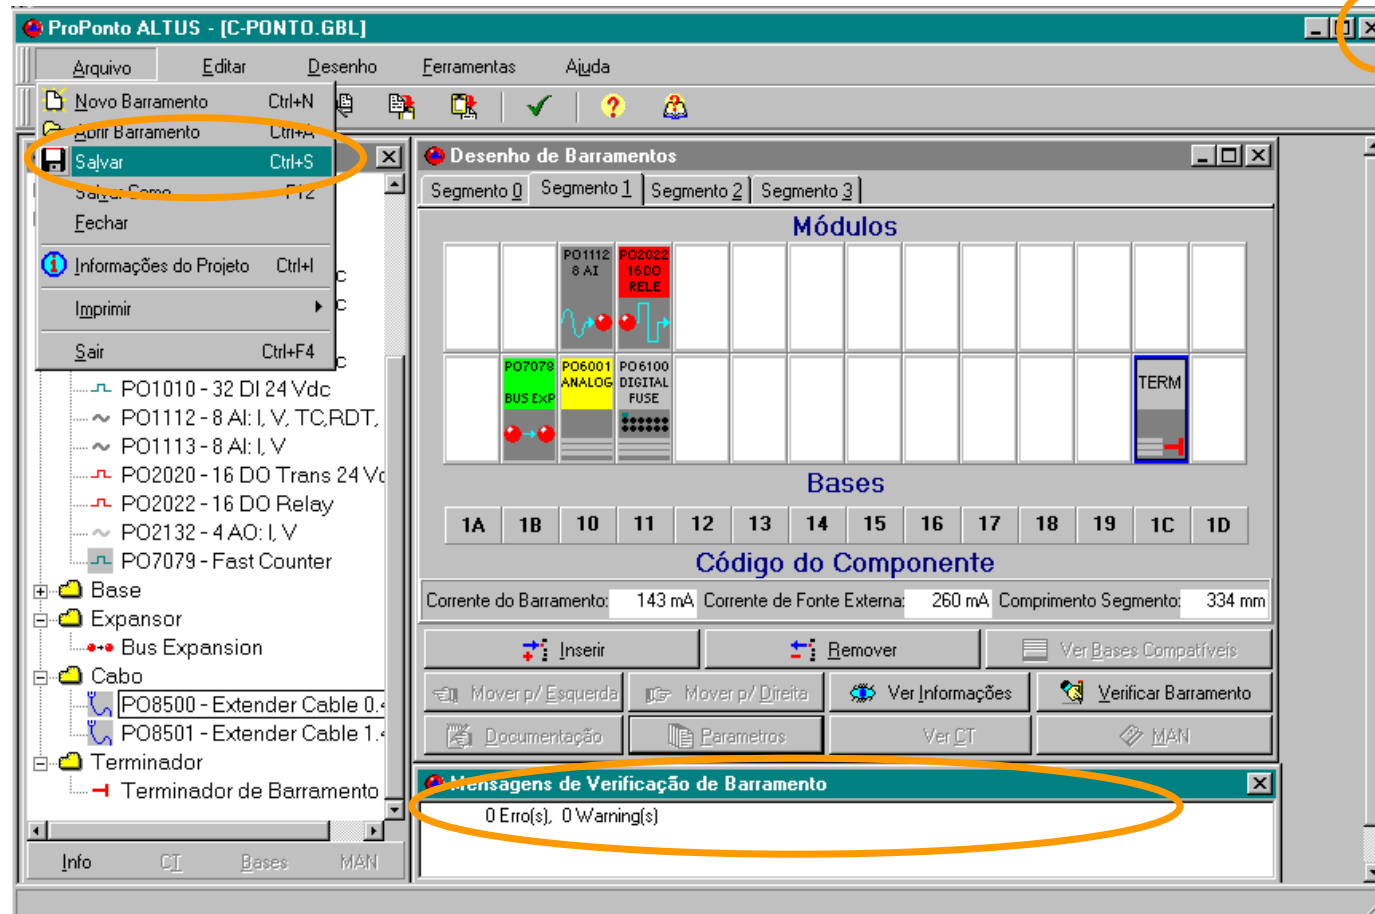 ProPonto ALTUS - [C-PONTO.GBL]
Arquivo Editar Desenho Ferramentas Ajuda
Novo Barramento Ctrl+N
Abrir Barramento Ctrl+A
Salvar Ctrl+S
Salvar Como F12
Fechar
Informações do Projeto Ctrl+I
Imprimir
Sair Ctrl+F4
PO1010 - 32 DI 24 Vdc
PO1112 - 8 AI: I, V, TC,RDT,
PO1113 - 8 AI: I, V
PO2020 - 16 DO Trans 24 Vc
PO2022 - 16 DO Relay
PO2132 - 4 AO: I, V
PO7079 - Fast Counter
Base
Expansor
Bus Expansion
Cabo
PO8500 - Extender Cable 0.4
PO8501 - Extender Cable 1.4
Terminador
Terminador de Barramento
Info CT Bases MAN
Desenho de Barramentos
Segmento 0 Segmento 1 Segmento 2 Segmento 3
Módulos
PO1112 PO2022
8 AI 16DO
RELE
PO7078 PO6001 PO6100
ANALOG DIGITAL
BUS EXP FUSE
TERM
Bases
1A 1B 10 11 12 13 14 15 16 17 18 19 1C 1D
Código do Componente
Corrente do Barramento: 143 mA Corrente de Fonte Externa: 260 mA Comprimento Segmento: 334 mm
Inserir Remover Ver Bases Compatíveis
Mover p/ Esquerda Mover p/ Direita Ver Informações Verificar Barramento
Documentação Parametros Ver CT MAN
Mensagens de Verificação de Barramento
0 Erro(s), 0 Warning(s)